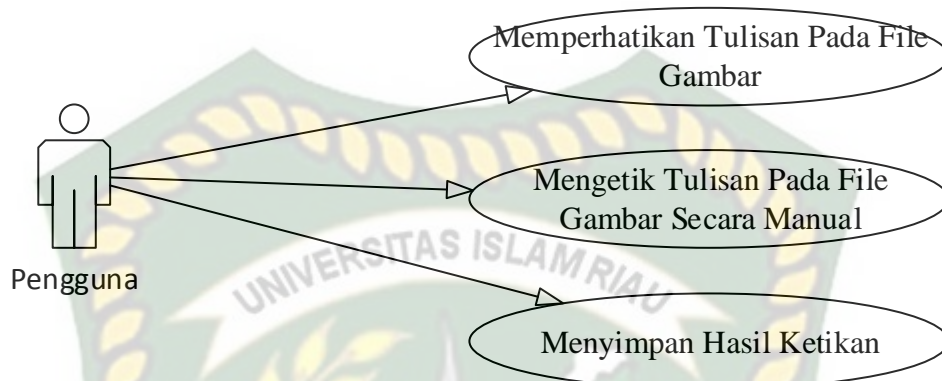 Memperhatikan Tulisan Pada File
Gambar
Mengetik Tulisan Pada File
Gambar Secara Manual
UNIVERSITAS ISLAM RIAU
Pengguna
Menyimpan Hasil Ketikan